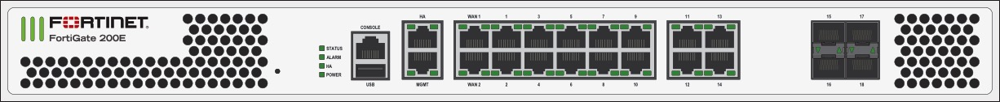 FORTINET
FortiGate 200E
CONSOLE
STATUS
ALARM
HA
POWER
USB
HA
MGMT
WAN 1 1 3 5 7 9
WAN 2 2 4 6 8 10
11 13
12 14
15 17
16 18